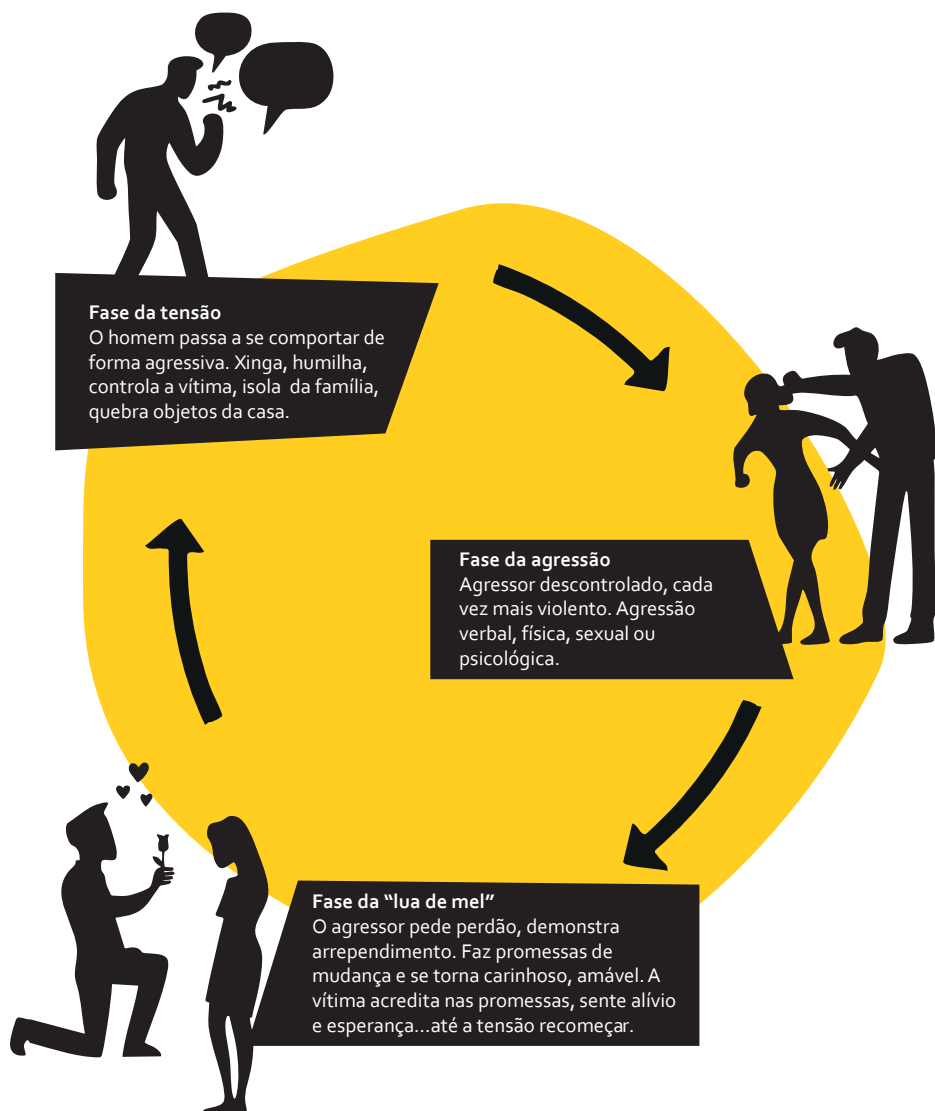 Fase da tensão
O homem passa a se comportar de
forma agressiva. Xinga, humilha,
controla a vítima, isola  da família,
quebra objetos da casa.
Fase da agressão
Agressor descontrolado, cada
vez mais violento. Agressão
verbal, física, sexual ou
psicológica.
Fase da “lua de mel”
O agressor pede perdão, demonstra
arrependimento. Faz promessas de
mudança e se torna carinhoso, amável. A
vítima acredita nas promessas, sente alívio
e esperança...até a tensão recomeçar.